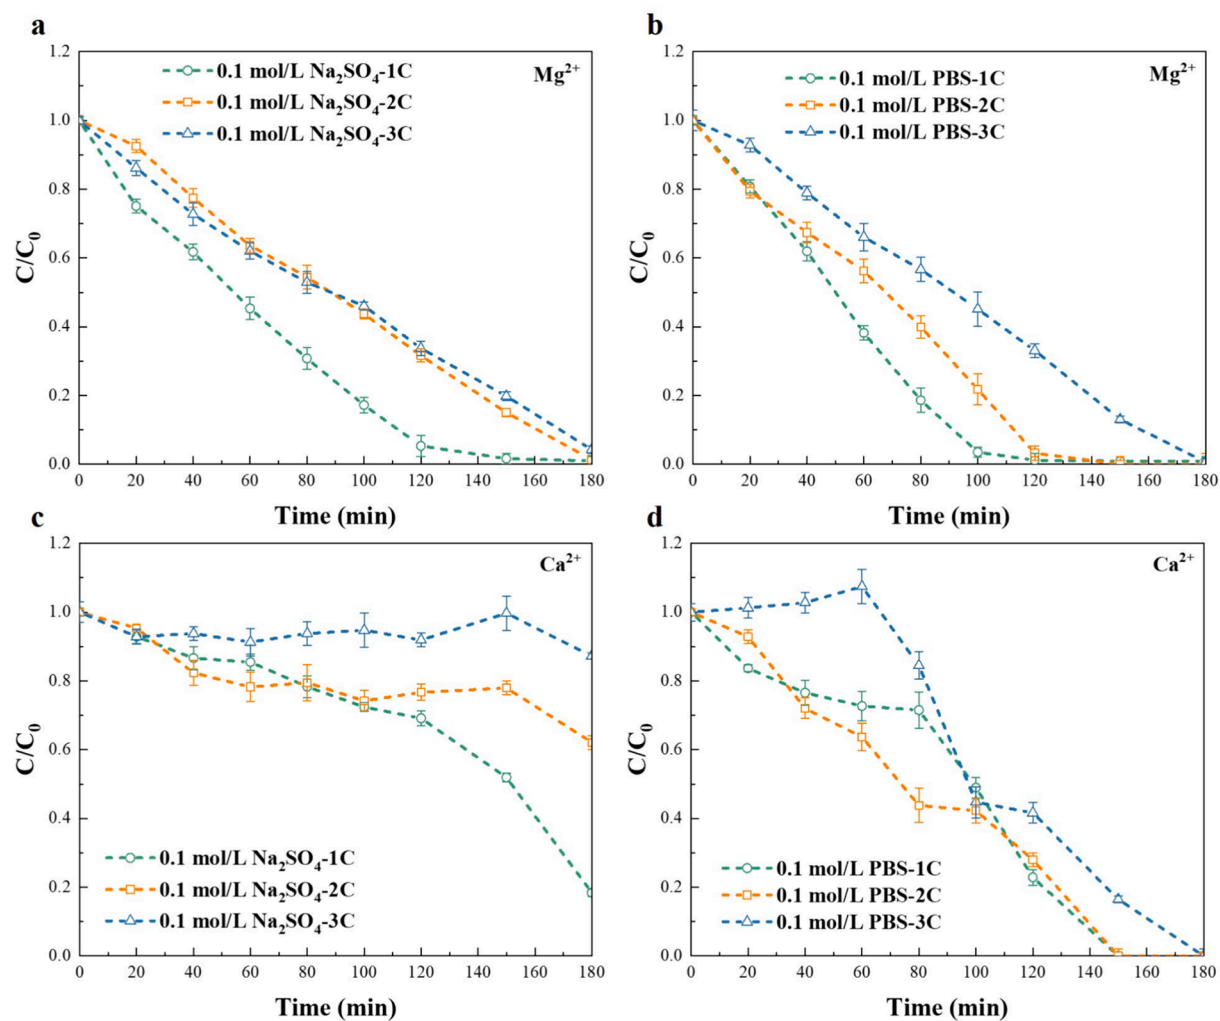 a
0.1 mol/L Na₂SO₄-1C
0.1 mol/L Na₂SO₄-2C
0.1 mol/L Na₂SO₄-3C
Mg²⁺
1.2
1.0
0.8
0.6
0.4
0.2
0.0
C/C₀
0 20 40 60 80 100 120 140 160 180
Time (min)
b
0.1 mol/L PBS-1C
0.1 mol/L PBS-2C
0.1 mol/L PBS-3C
Mg²⁺
1.2
1.0
0.8
0.6
0.4
0.2
0.0
C/C₀
0 20 40 60 80 100 120 140 160 180
Time (min)
c
Ca²⁺
1.2
1.0
0.8
0.6
0.4
0.2
0.0
C/C₀
0.1 mol/L Na₂SO₄-1C
0.1 mol/L Na₂SO₄-2C
0.1 mol/L Na₂SO₄-3C
0 20 40 60 80 100 120 140 160 180
Time (min)
d
Ca²⁺
1.2
1.0
0.8
0.6
0.4
0.2
0.0
C/C₀
0.1 mol/L PBS-1C
0.1 mol/L PBS-2C
0.1 mol/L PBS-3C
0 20 40 60 80 100 120 140 160 180
Time (min)